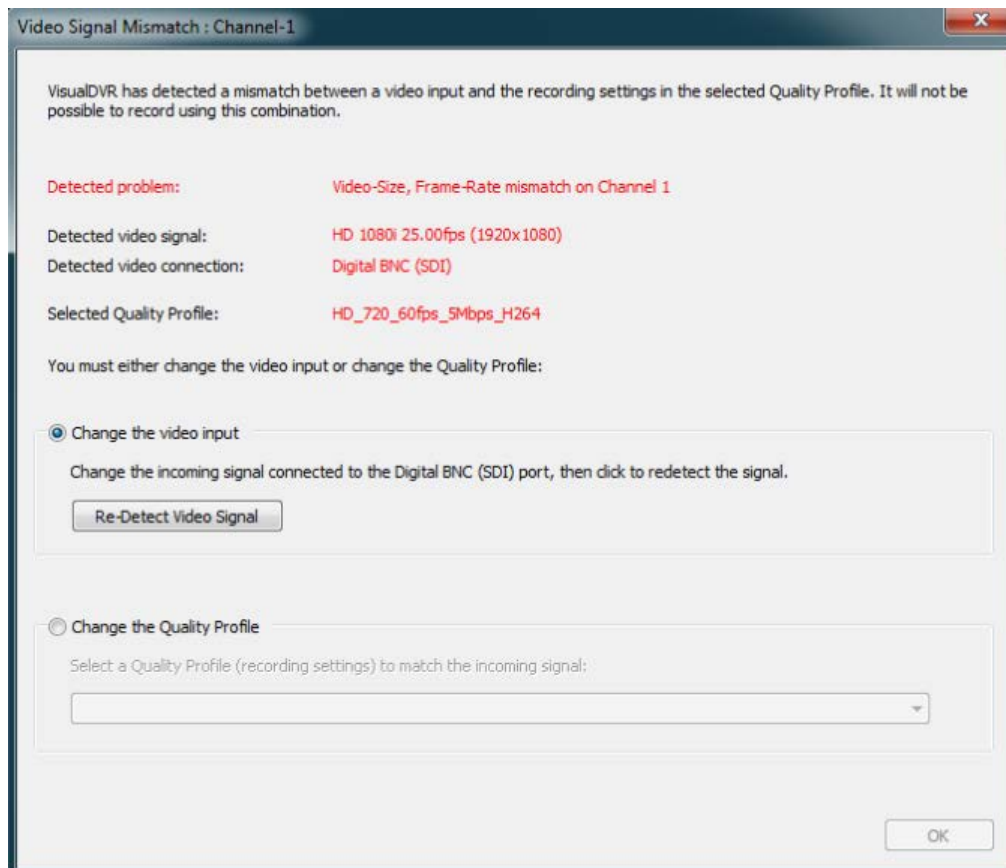 Video Signal Mismatch : Channel-1
VisualDVR has detected a mismatch between a video input and the recording settings in the selected Quality Profile. It will not be
possible to record using this combination.
Detected problem: Video-Size, Frame-Rate mismatch on Channel 1
Detected video signal: HD 1080i 25.00fps (1920x1080)
Detected video connection: Digital BNC (SDI)
Selected Quality Profile: HD_720_60fps_5Mbps_H264
You must either change the video input or change the Quality Profile:
Change the video input
Change the incoming signal connected to the Digital BNC (SDI) port, then click to redetect the signal.
Re-Detect Video Signal
Change the Quality Profile
Select a Quality Profile (recording settings) to match the incoming signal:
OK